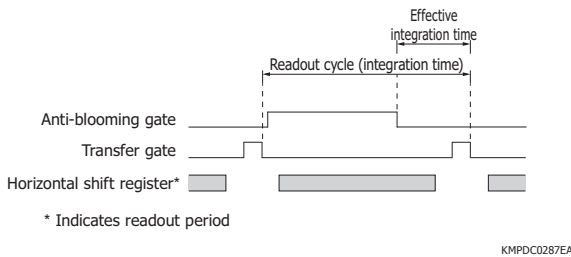 Effective
integration time
Readout cycle (integration time)
Anti-blooming gate
Transfer gate
Horizontal shift register*
* Indicates readout period
KMPDC0287EA